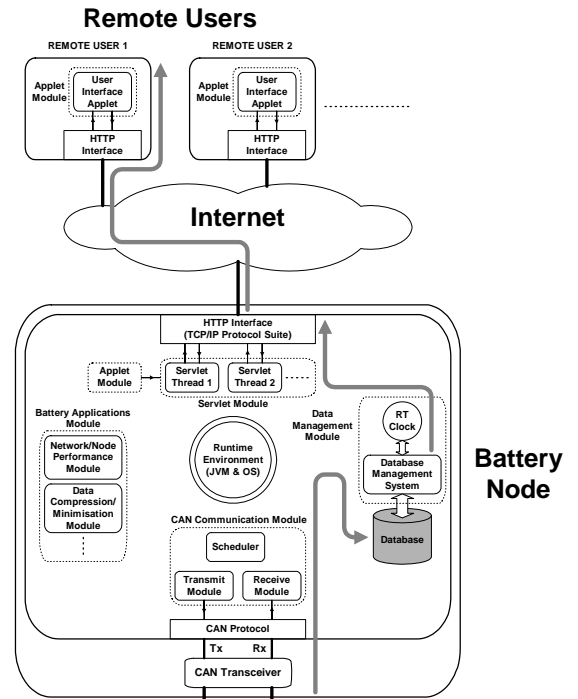 Remote Users
REMOTE USER 1
REMOTE USER 2
Applet
Module
User
Interface
Applet
HTTP
Interface
Applet
Module
User
Interface
Applet
HTTP
Interface
Internet
HTTP Interface
(TCP/IP Protocol Suite)
Applet
Module
Servlet
Thread 1
Servlet
Thread 2
Servlet Module
Battery Applications
Module
Network/Node
Performance
Module
Data
Compression/
Minimisation
Module
Runtime
Environment
(JVM & OS)
Data
Management
Module
RT
Clock
Database
Management
System
Database
Battery
Node
CAN Communication Module
Scheduler
Transmit
Module
Receive
Module
CAN Protocol
Tx
Rx
CAN Transceiver